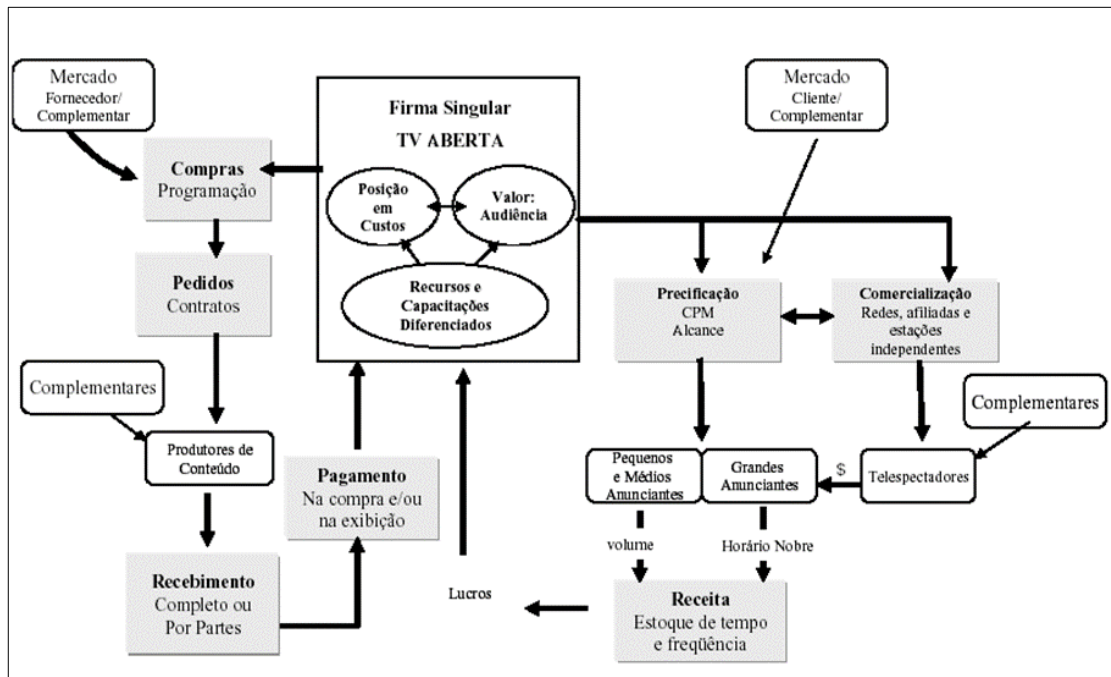 Mercado
Fornecedor/
Complementar
Compras
Programação
Pedidos
Contratos
Complementares
Produtores de
Conteúdo
Recebimento
Completo ou
Por Partes
Pagamento
Na compra e/ou
na exibição
Firma Singular
TV ABERTA
Posição
em
Custos
Valor:
Audiência
Recursos e
Capacitações
Diferenciados
Mercado
Cliente/
Complementar
Precificação
CPM
Alcance
Comercialização
Redes, afiliadas e
estações
independentes
Complementares
Pequenos
e Médios
Anunciantes
Grandes
Anunciantes
$
Telespectadores
volume
Horário Nobre
Lucros
Receita
Estoque de tempo
e freqüência